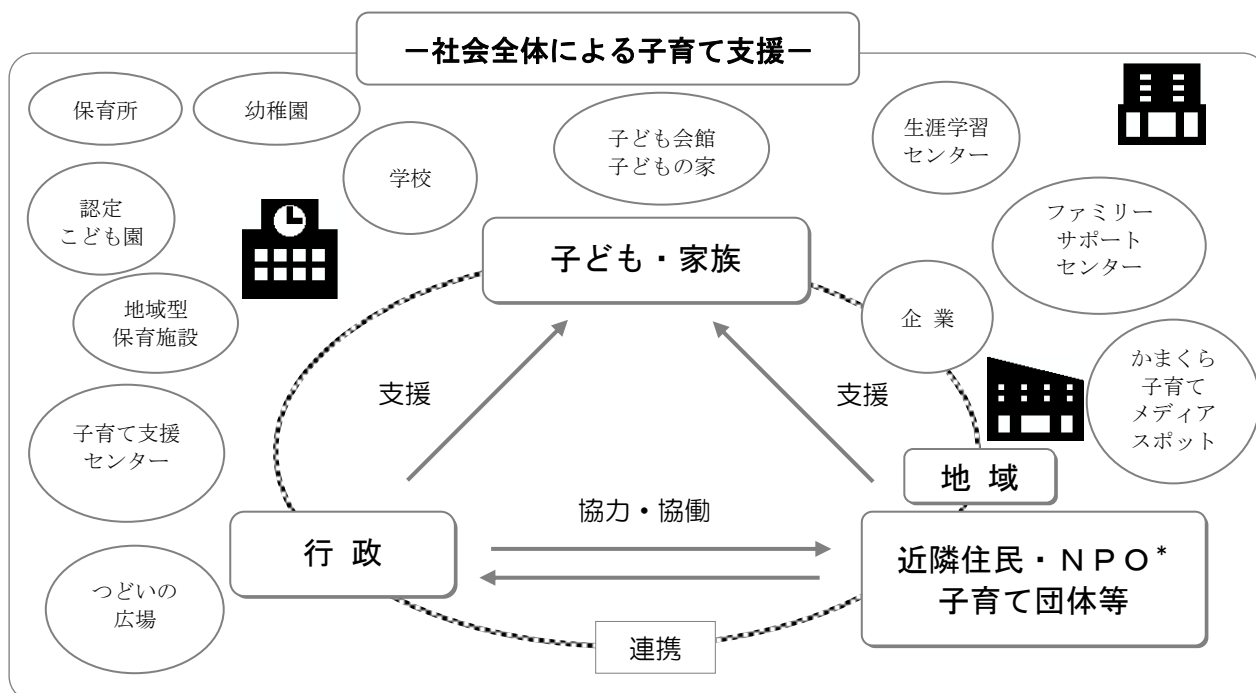 －社会全体による子育て支援－
保育所
幼稚園
学校
子ども会館
子どもの家
生涯学習
センター
認定
こども園
ファミリー
サポート
センター
子ども・家族
地域型
保育施設
企 業
かまくら
子育て
メディア
スポット
支援
支援
子育て支援
センター
地 域
協力・協働
行 政
近隣住民・ＮＰＯ*
子育て団体等
つどいの
広場
連携